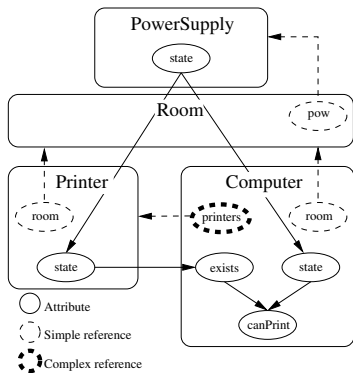 PowerSupply
state
Room
pow
Printer
Computer
room
printers
room
state
exists
state
canPrint
Attribute
Simple reference
Complex reference